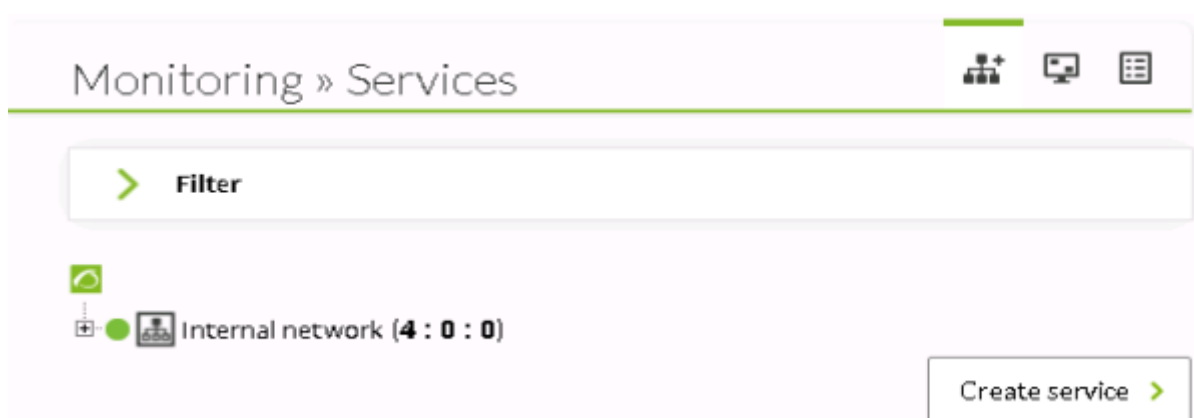 Monitoring » Services
Filter
Internal network (4 : 0 : 0)
Create service